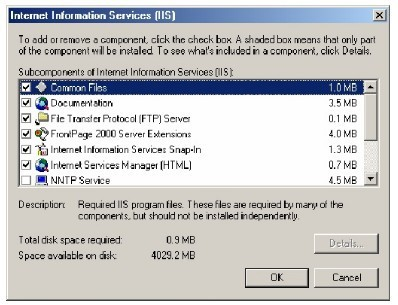 Internet Information Services (IIS)
To add or remove a component, click the check box. A shaded box means that only part
of the component will be installed. To see what's included in a component, click Details.
Subcomponents of Internet Information Services (IIS):
Common Files 1.0 MB
Documentation 3.5 MB
File Transfer Protocol (FTP) Server 0.1 MB
FrontPage 2000 Server Extensions 4.0 MB
Internet Information Services Snap-In 1.3 MB
Internet Services Manager (HTML) 0.7 MB
NNTP Service 4.5 MB
Description: Required IIS program files. These files are required by many of the
components, but should not be installed independently.
Total disk space required: 0.9 MB
Space available on disk: 4029.2 MB
Details...
OK Cancel